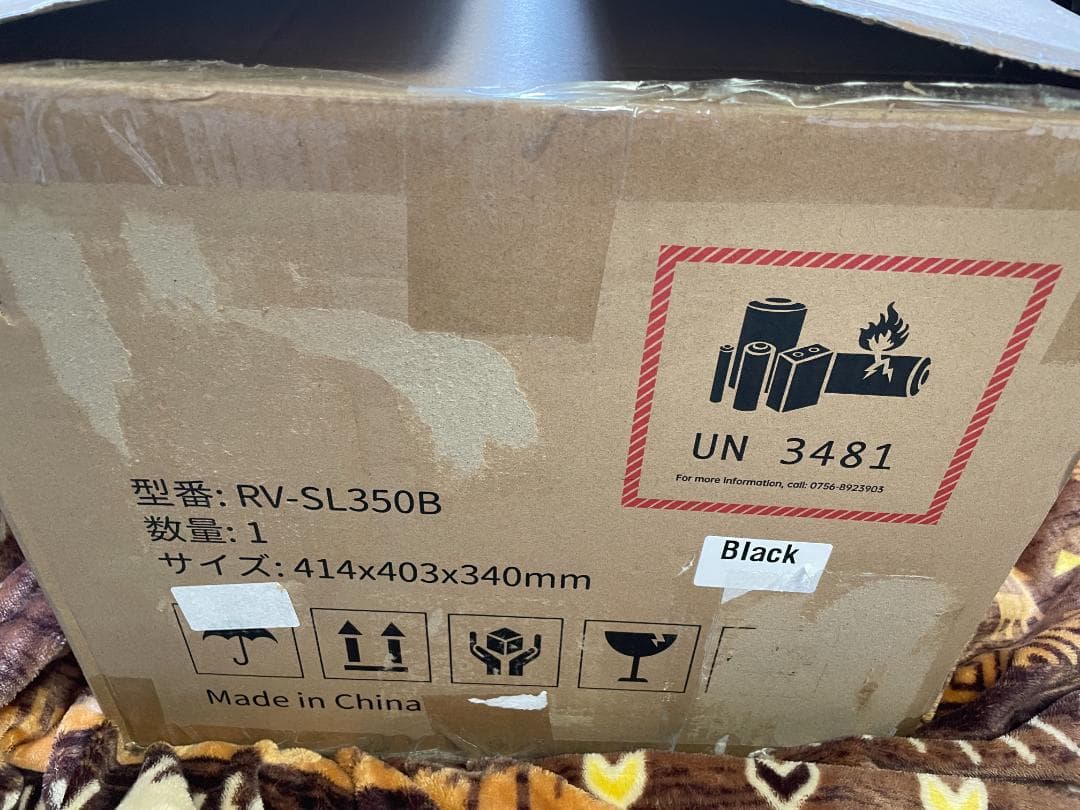 UN 3481
For more information, call: 0756-8923903
型番: RV-SL350B
数量: 1
サイズ: 414x403x340mm
Black
Made in China